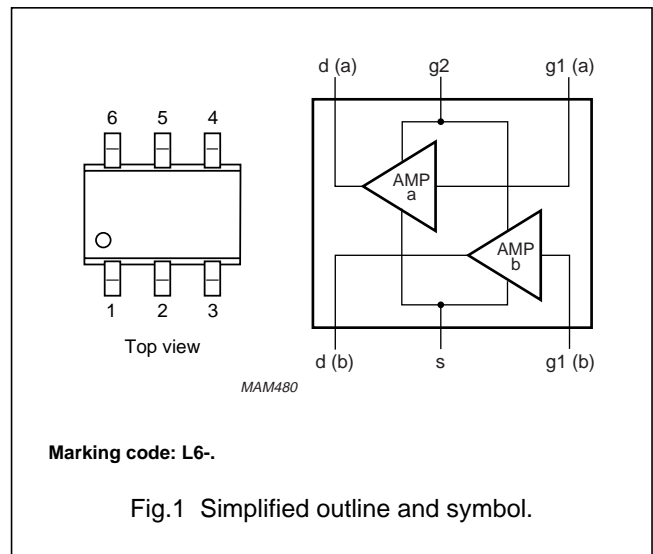 d (a) g2 g1 (a)
6 5 4
AMP
a
AMP
b
1 2 3
Top view
d (b) s g1 (b)
MAM480
Marking code: L6-.
Fig.1 Simplified outline and symbol.